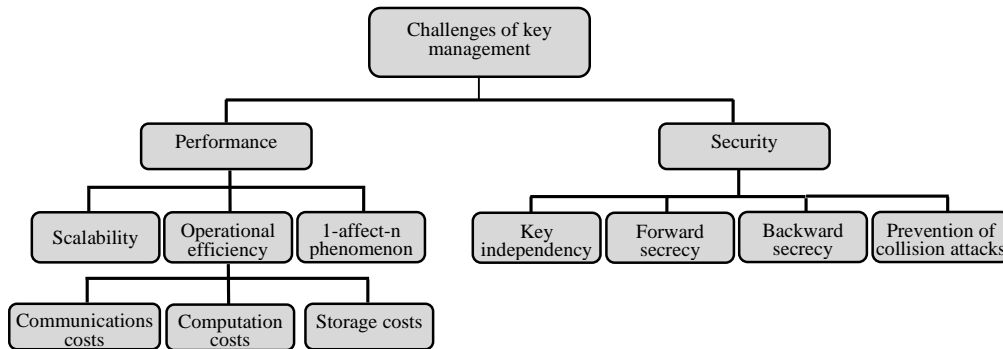 Challenges of key
management
Performance
Security
Scalability
Operational
efficiency
1-affect-n
phenomenon
Key
independency
Forward
secrecy
Backward
secrecy
Prevention of
collision attacks
Communications
costs
Computation
costs
Storage costs